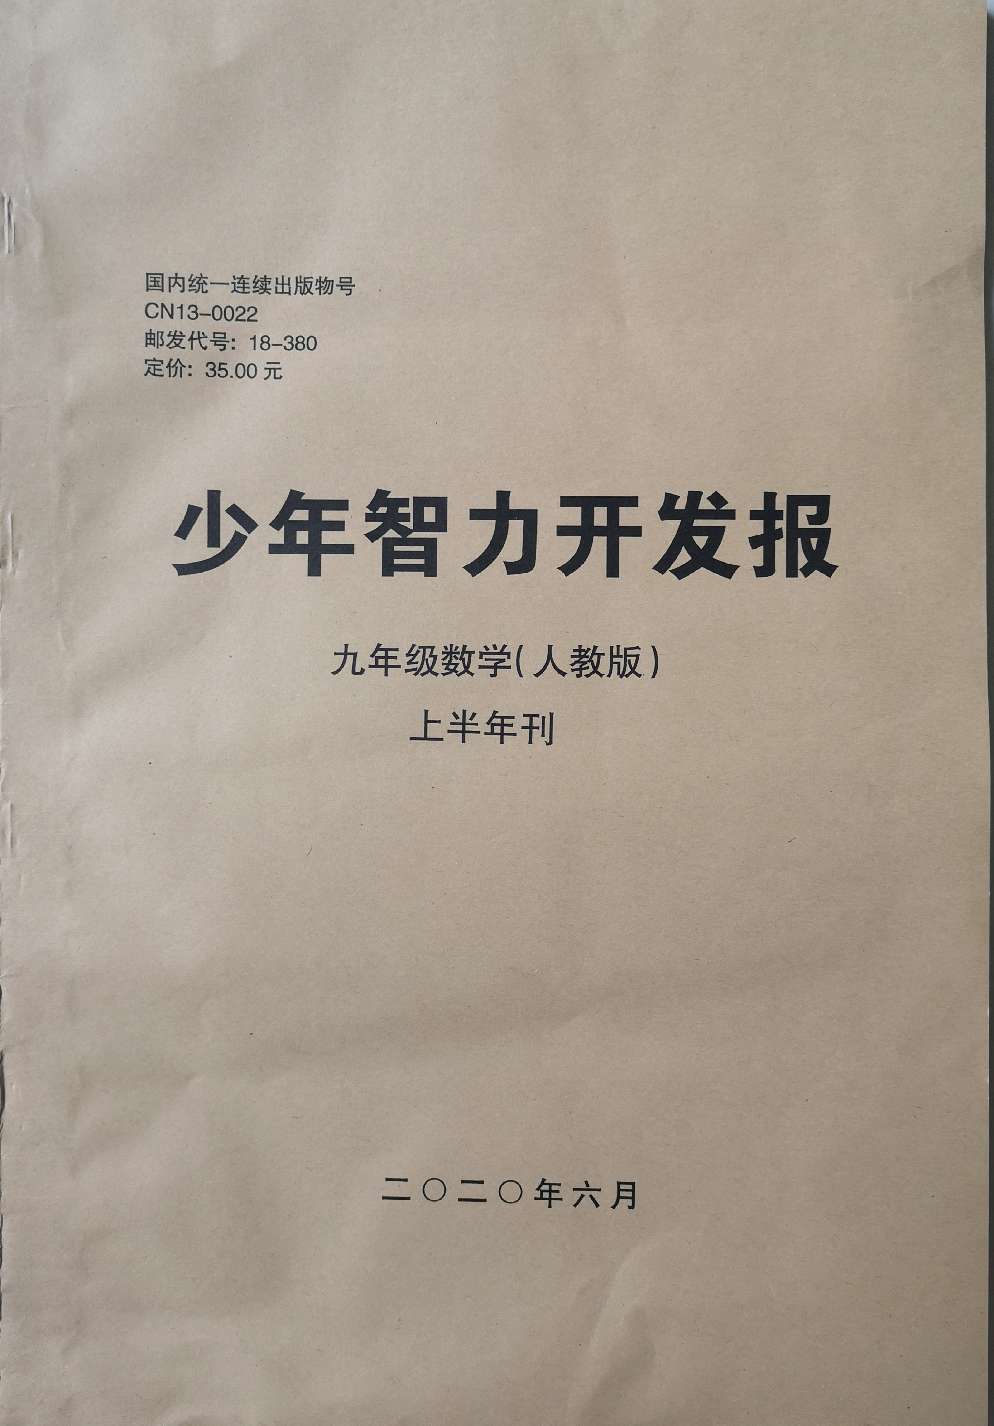 国内统一连续出版物号
CN13-0022
邮发代号: 18-380
定价: 35.00 元
少年智力开发报
九年级数学(人教版)
上半年刊
二〇二〇年六月